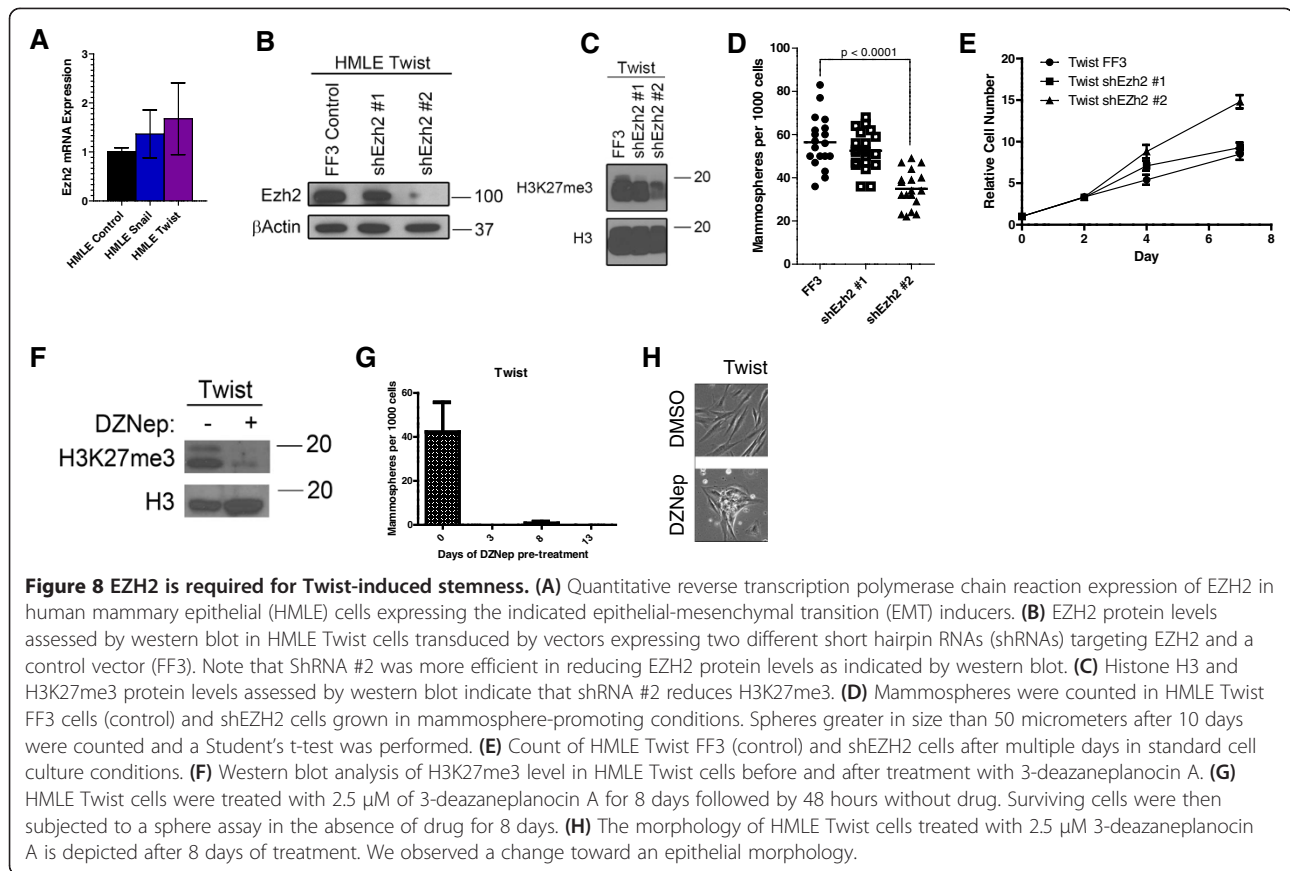 A
Ezh2 mRNA Expression
3
2
1
0
HMLE Control
HMLE Snail
HMLE Twist
B
HMLE Twist
FF3 Control
shEzh2 #1
shEzh2 #2
Ezh2
100
βActin
37
C
Twist
FF3
shEzh2 #1
shEzh2 #2
H3K27me3
20
H3
20
D
p < 0.0001
Mammospheres per 1000 cells
100
80
60
40
20
0
FF3
shEzh2 #1
shEzh2 #2
E
Twist FF3
Twist shEzh2 #1
Twist shEZh2 #2
Relative Cell Number
20
15
10
5
0
0 2 4 6 8
Day
F
Twist
DZNep: - +
H3K27me3
20
H3
20
G
Twist
Mammospheres per 1000 cells
60
40
20
0
0 3 8 13
Days of DZNep pre-treatment
H
Twist
DMSO
DZNep
Figure 8 EZH2 is required for Twist-induced stemness. (A) Quantitative reverse transcription polymerase chain reaction expression of EZH2 in
human mammary epithelial (HMLE) cells expressing the indicated epithelial-mesenchymal transition (EMT) inducers. (B) EZH2 protein levels
assessed by western blot in HMLE Twist cells transduced by vectors expressing two different short hairpin RNAs (shRNAs) targeting EZH2 and a
control vector (FF3). Note that ShRNA #2 was more efficient in reducing EZH2 protein levels as indicated by western blot. (C) Histone H3 and
H3K27me3 protein levels assessed by western blot indicate that shRNA #2 reduces H3K27me3. (D) Mammospheres were counted in HMLE Twist
FF3 cells (control) and shEZH2 cells grown in mammosphere-promoting conditions. Spheres greater in size than 50 micrometers after 10 days
were counted and a Student's t-test was performed. (E) Count of HMLE Twist FF3 (control) and shEZH2 cells after multiple days in standard cell
culture conditions. (F) Western blot analysis of H3K27me3 level in HMLE Twist cells before and after treatment with 3-deazaneplanocin A. (G)
HMLE Twist cells were treated with 2.5 μM of 3-deazaneplanocin A for 8 days followed by 48 hours without drug. Surviving cells were then
subjected to a sphere assay in the absence of drug for 8 days. (H) The morphology of HMLE Twist cells treated with 2.5 μM 3-deazaneplanocin
A is depicted after 8 days of treatment. We observed a change toward an epithelial morphology.